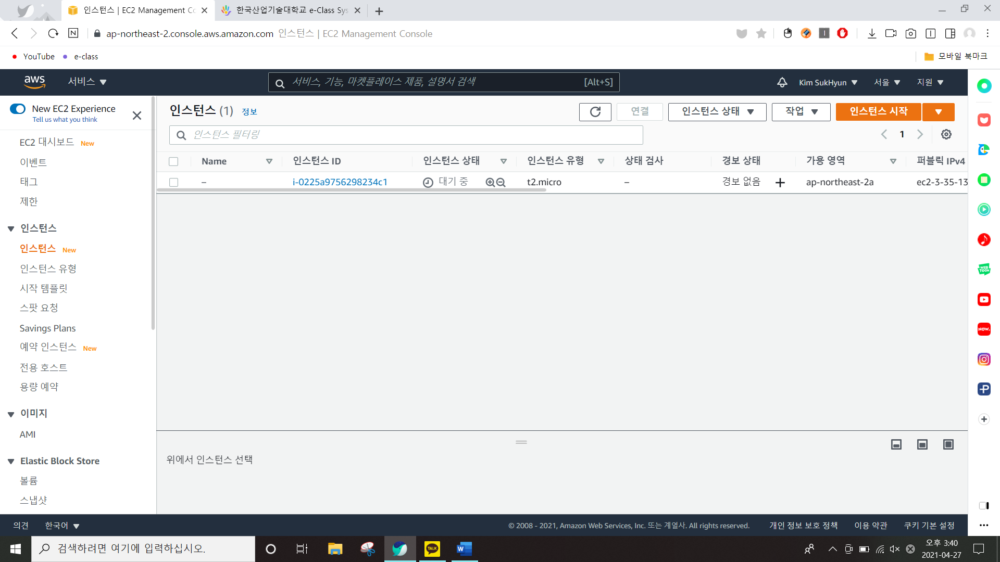 인스턴스 | EC2 Management Co
한국산업기술대학교 e-Class Sys
N
ap-northeast-2.console.aws.amazon.com 인스턴스 | EC2 Management Console
YouTube
e-class
모바일 북마크
aws
서비스
서비스, 기능, 마켓플레이스 제품, 설명서 검색
[Alt+S]
Kim SukHyun
서울
지원
New EC2 Experience
Tell us what you think
EC2 대시보드 New
이벤트
태그
제한
인스턴스
인스턴스 New
인스턴스 유형
시작 템플릿
스팟 요청
Savings Plans
예약 인스턴스 New
전용 호스트
용량 예약
이미지
AMI
Elastic Block Store
볼륨
스냅샷
인스턴스 (1) 정보
연결
인스턴스 상태
작업
인스턴스 시작
인스턴스 필터링
1
Name
인스턴스 ID
인스턴스 상태
인스턴스 유형
상태 검사
경보 상태
가용 영역
퍼블릭 IPv4
–
i-0225a9756298234c1
대기 중
t2.micro
–
경보 없음
ap-northeast-2a
ec2-3-35-13
위에서 인스턴스 선택
WEB
TOON
NOW.
의견
한국어
© 2008 - 2021, Amazon Web Services, Inc. 또는 계열사. All rights reserved.
개인 정보 보호 정책
이용 약관
쿠키 기본 설정
검색하려면 여기에 입력하십시오.
TALK
W
오후 3:40
2021-04-27